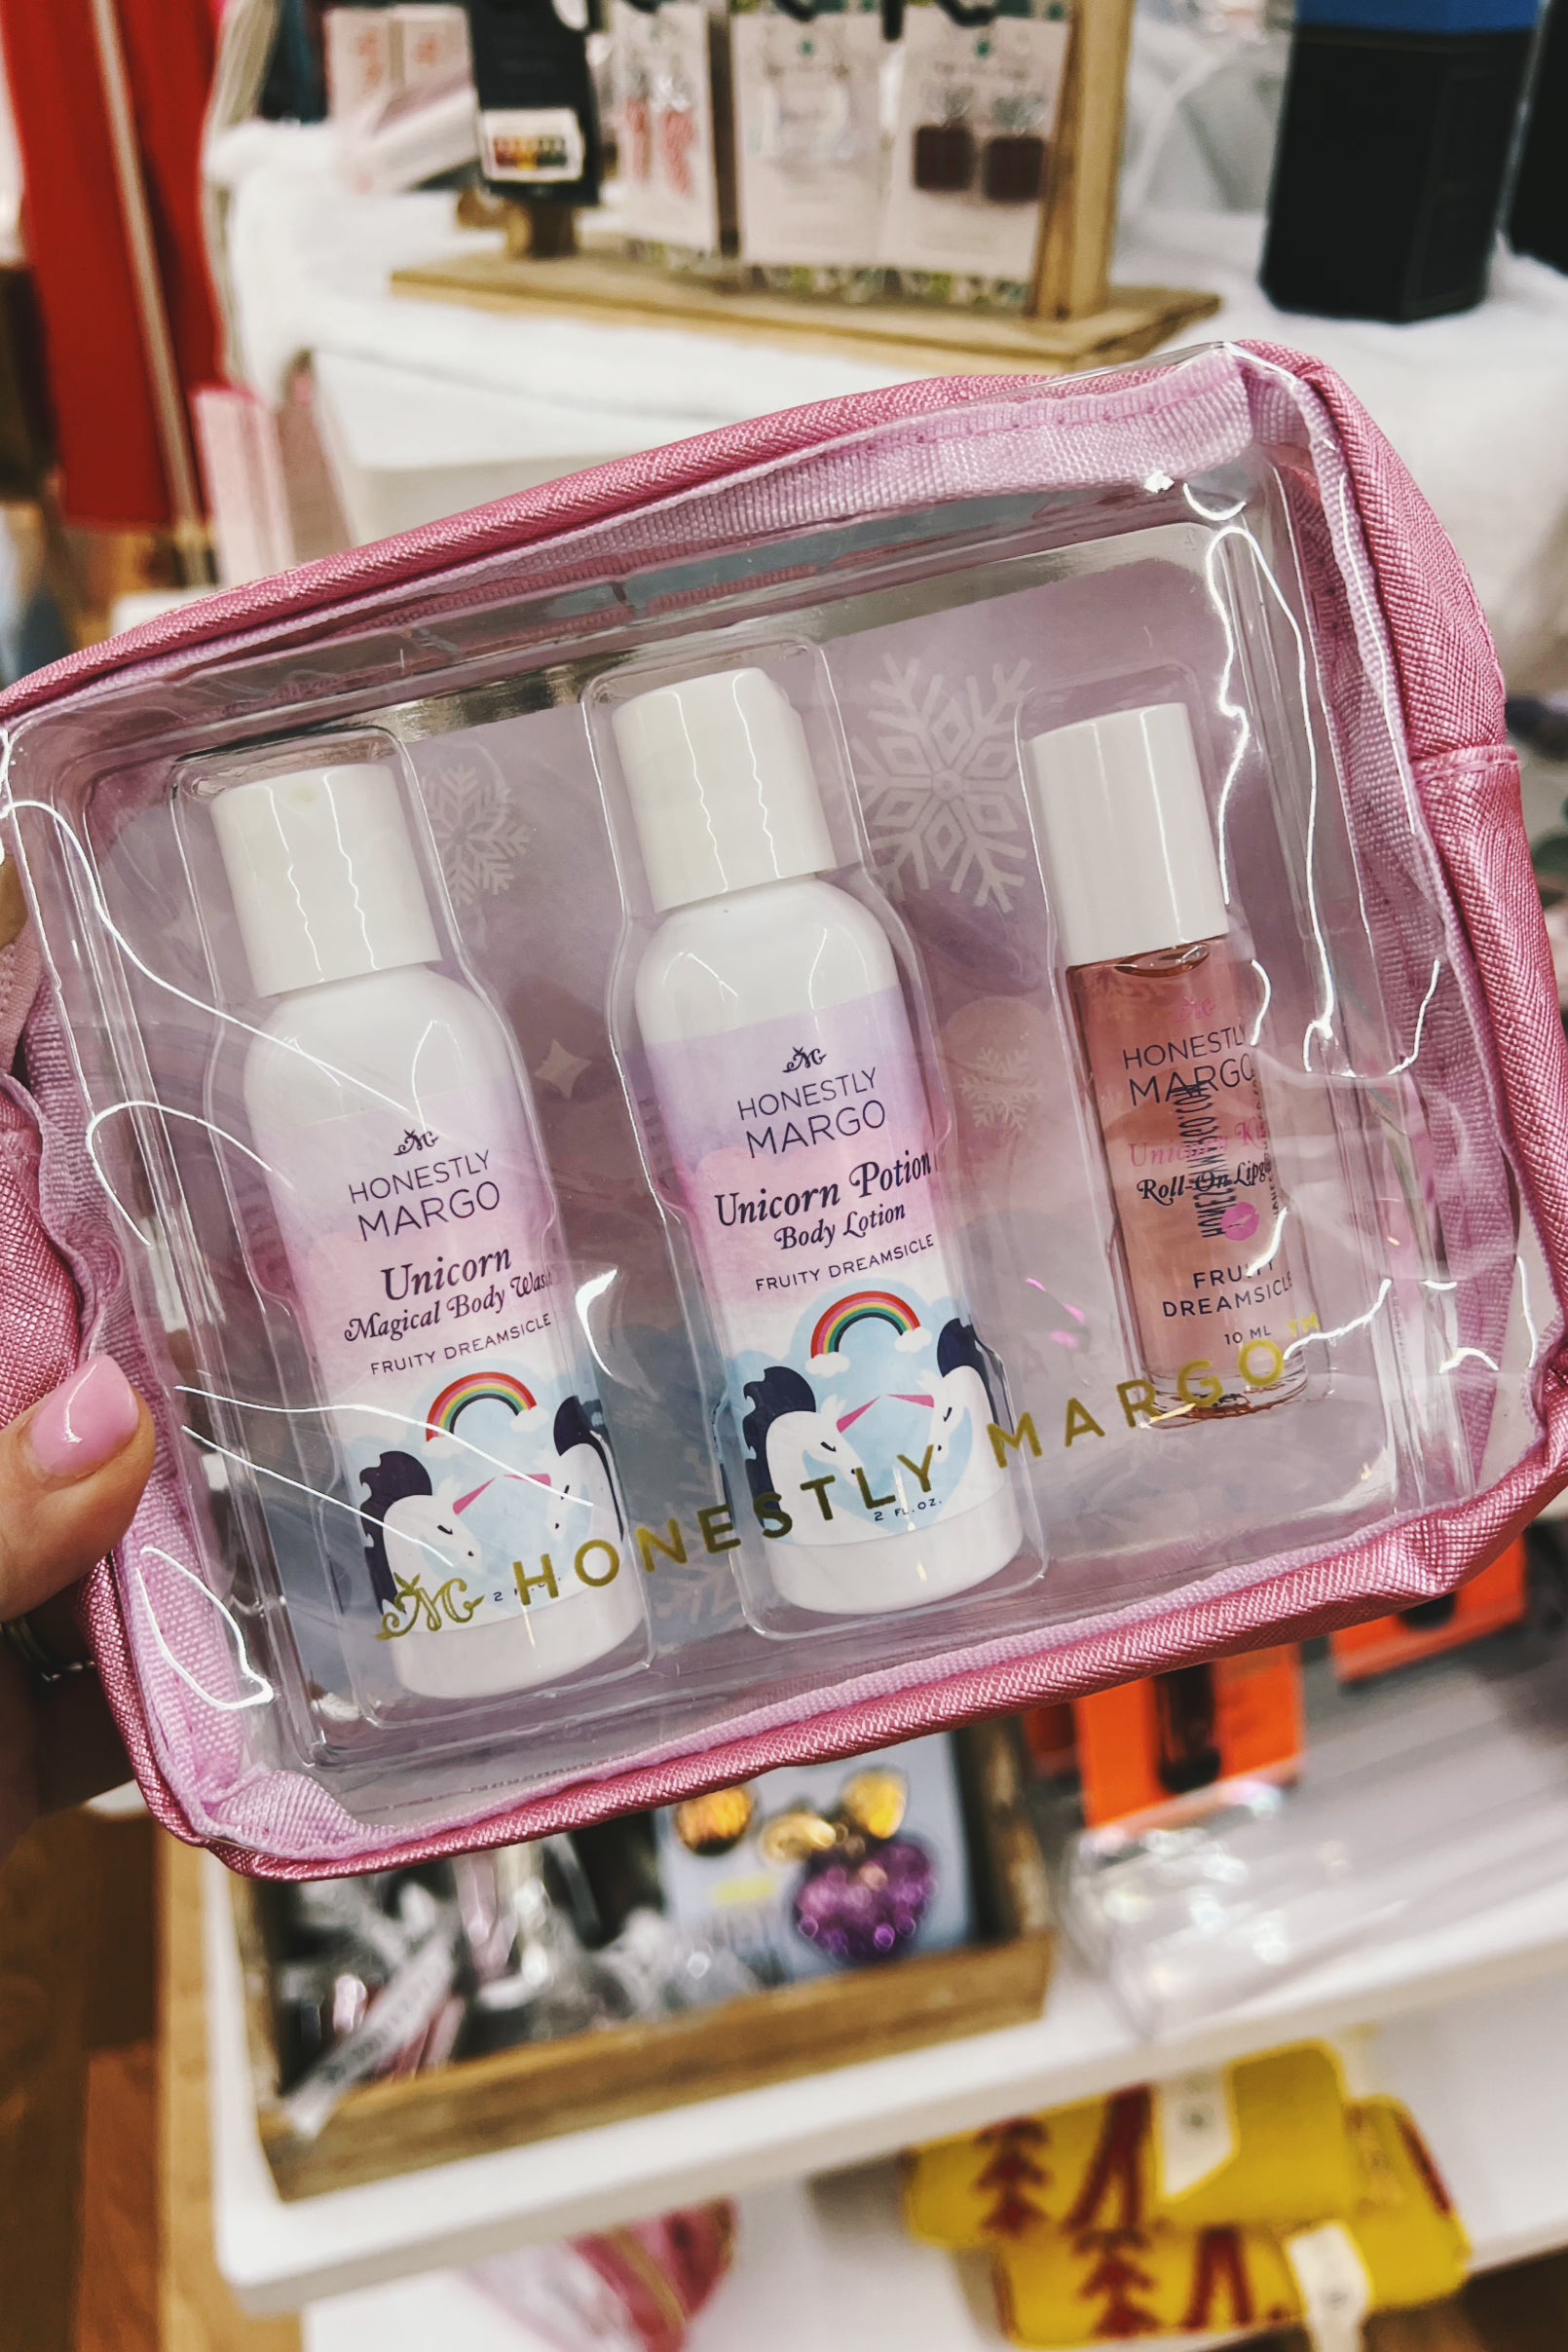 HONESTLY
MARGO
Unicorn
Magical Body Wash
FRUITY DREAMSICLE
HONESTLY
MARGO
Unicorn Potion
Body Lotion
FRUITY DREAMSICLE
2 FL. OZ.
HONESTLY
MARGO
Roll-On
FRUITY
DREAMSICLE
10 ML
HONESTLY MARGO™